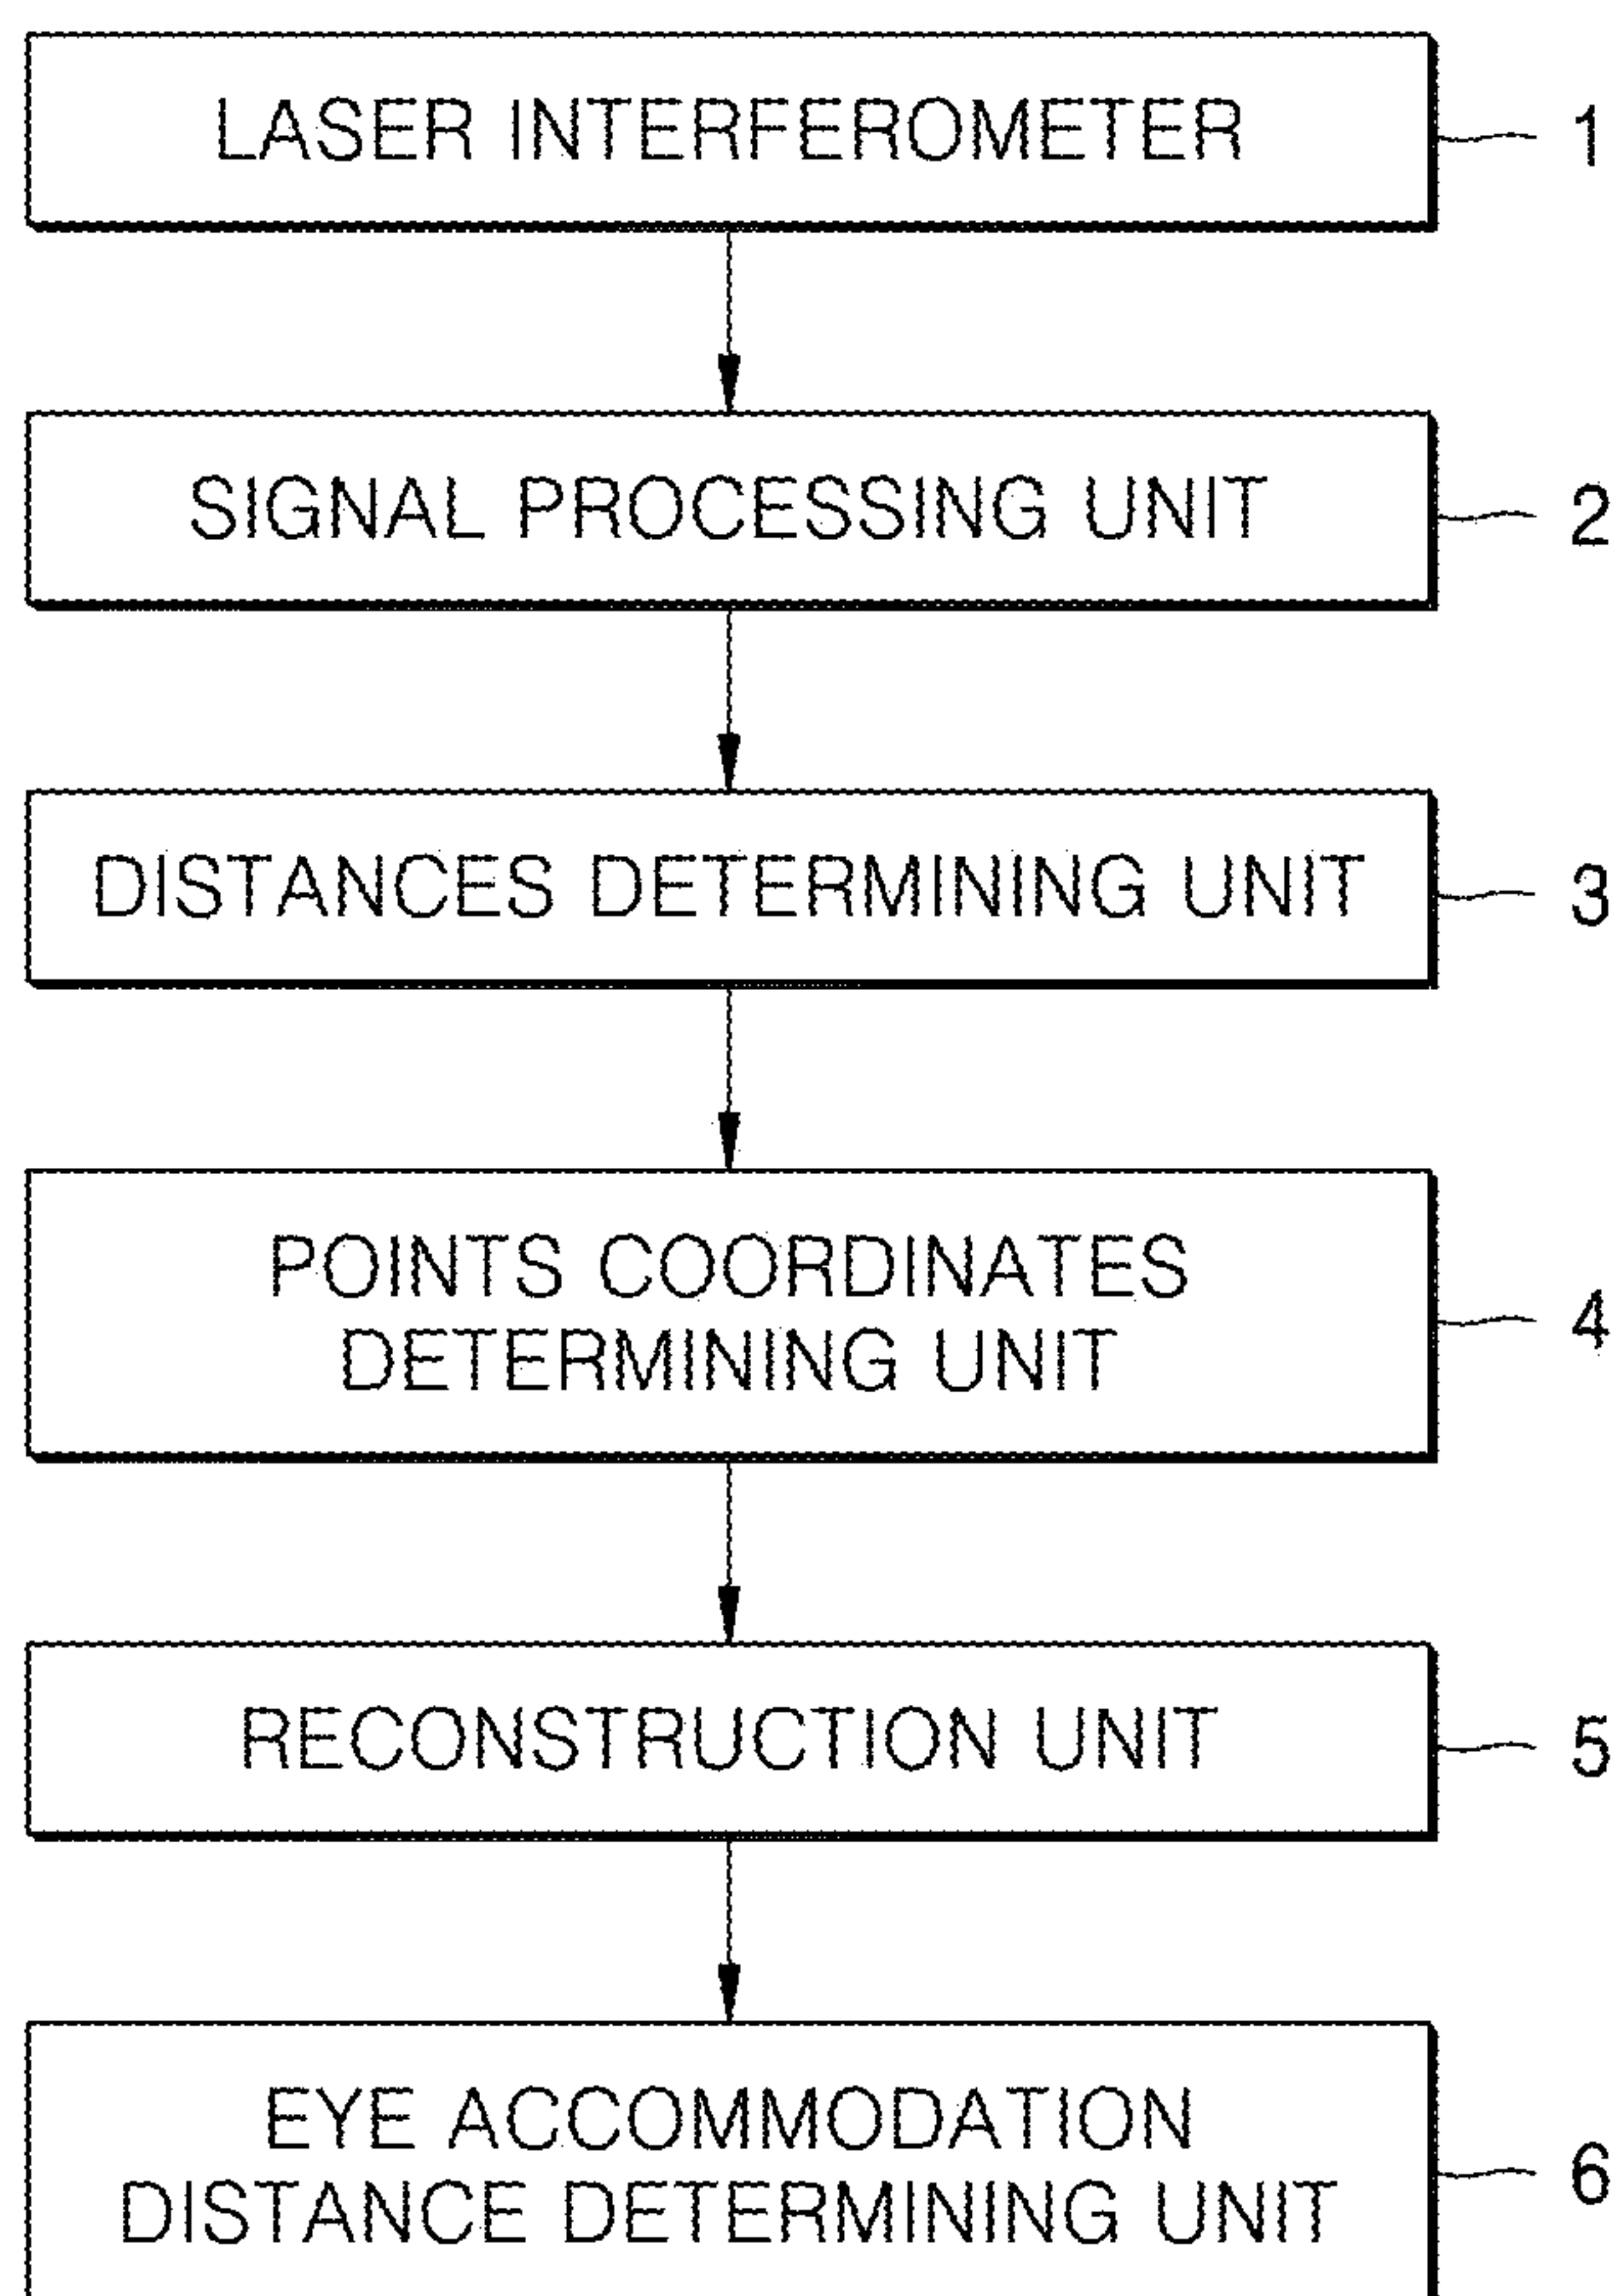 LASER INTERFEROMETER
1
SIGNAL PROCESSING UNIT
2
DISTANCES DETERMINING UNIT
3
POINTS COORDINATES
DETERMINING UNIT
4
RECONSTRUCTION UNIT
5
EYE ACCOMMODATION
DISTANCE DETERMINING UNIT
6